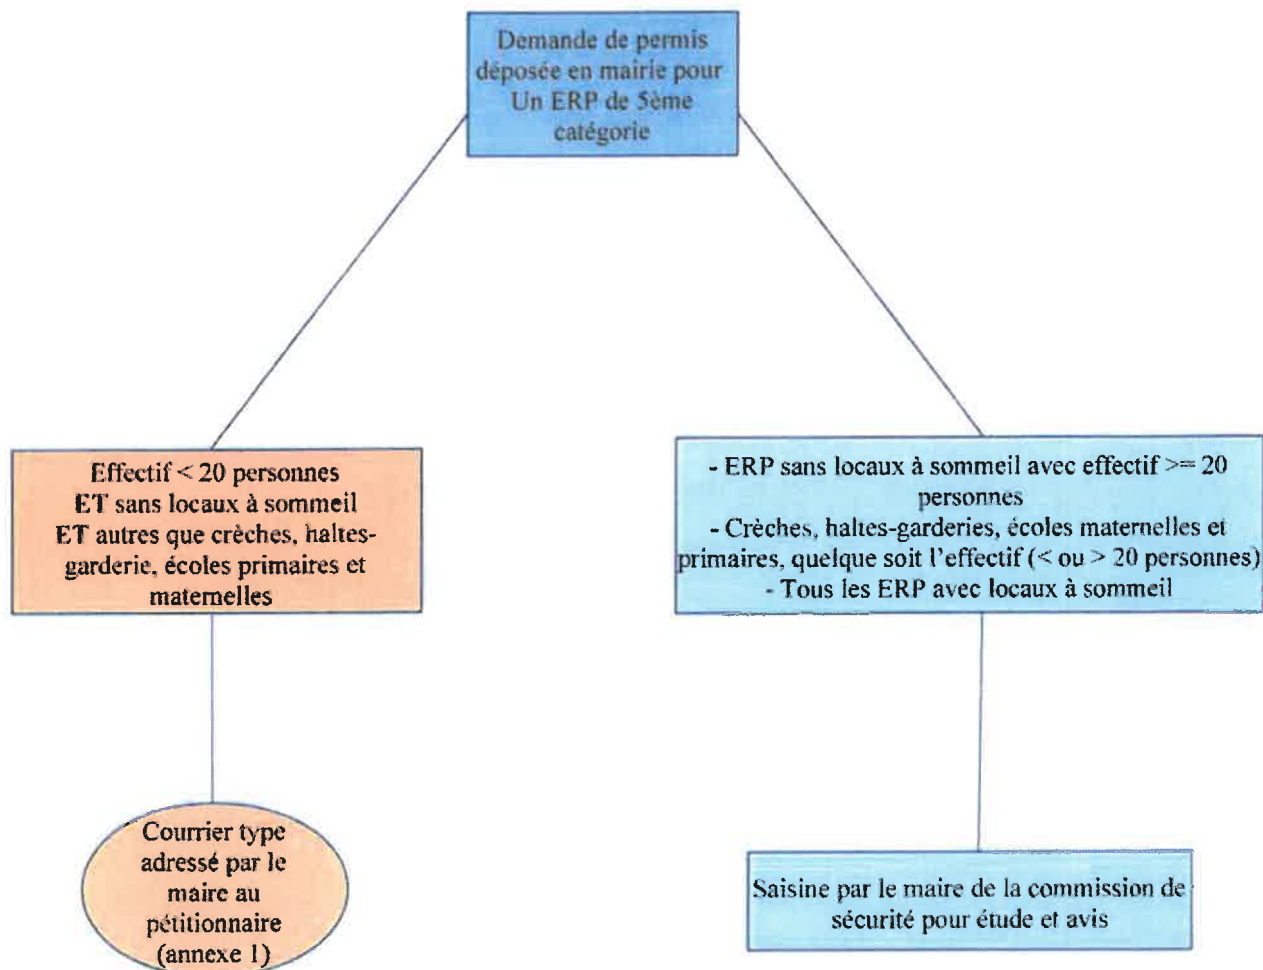 Demande de permis
déposée en mairie pour
Un ERP de 5ème
catégorie
Effectif < 20 personnes
ET sans locaux à sommeil
ET autres que crèches, haltes-
garderie, écoles primaires et
maternelles
- ERP sans locaux à sommeil avec effectif >= 20
personnes
- Crèches, haltes-garderies, écoles maternelles et
primaires, quelque soit l'effectif (< ou > 20 personnes)
- Tous les ERP avec locaux à sommeil
Courrier type
adressé par le
maire au
pétitionnaire
(annexe 1)
Saisine par le maire de la commission de
sécurité pour étude et avis